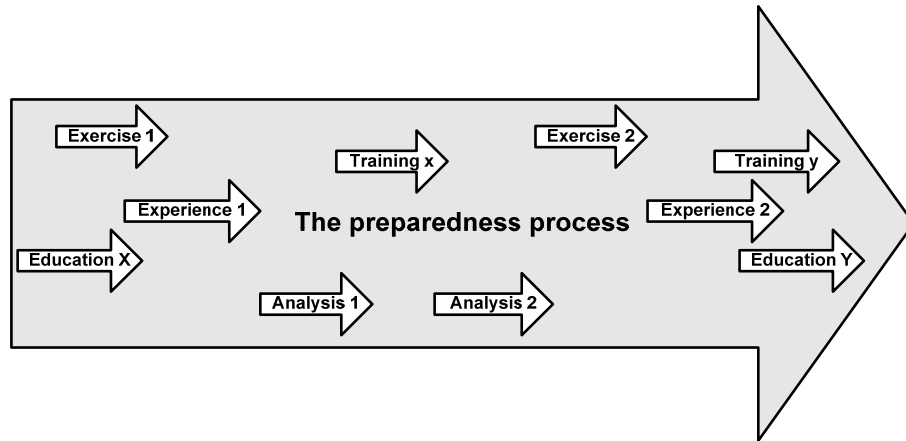 Exercise 1
Exercise 2
Training x
Training y
Experience 1
The preparedness process
Experience 2
Education X
Education Y
Analysis 1
Analysis 2